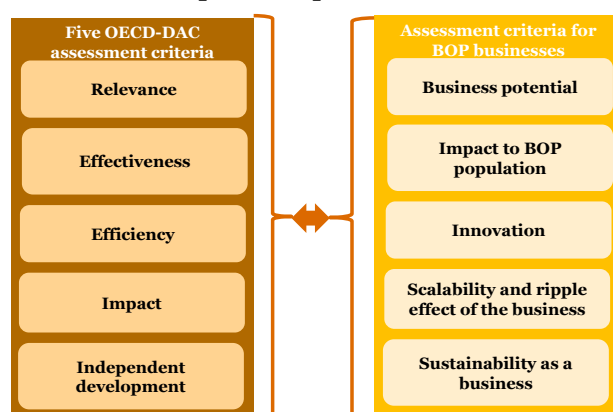 Five OECD-DAC
assessment criteria
Relevance
Effectiveness
Efficiency
Impact
Independent
development
Assessment criteria for
BOP businesses
Business potential
Impact to BOP
population
Innovation
Scalability and ripple
effect of the business
Sustainability as a
business